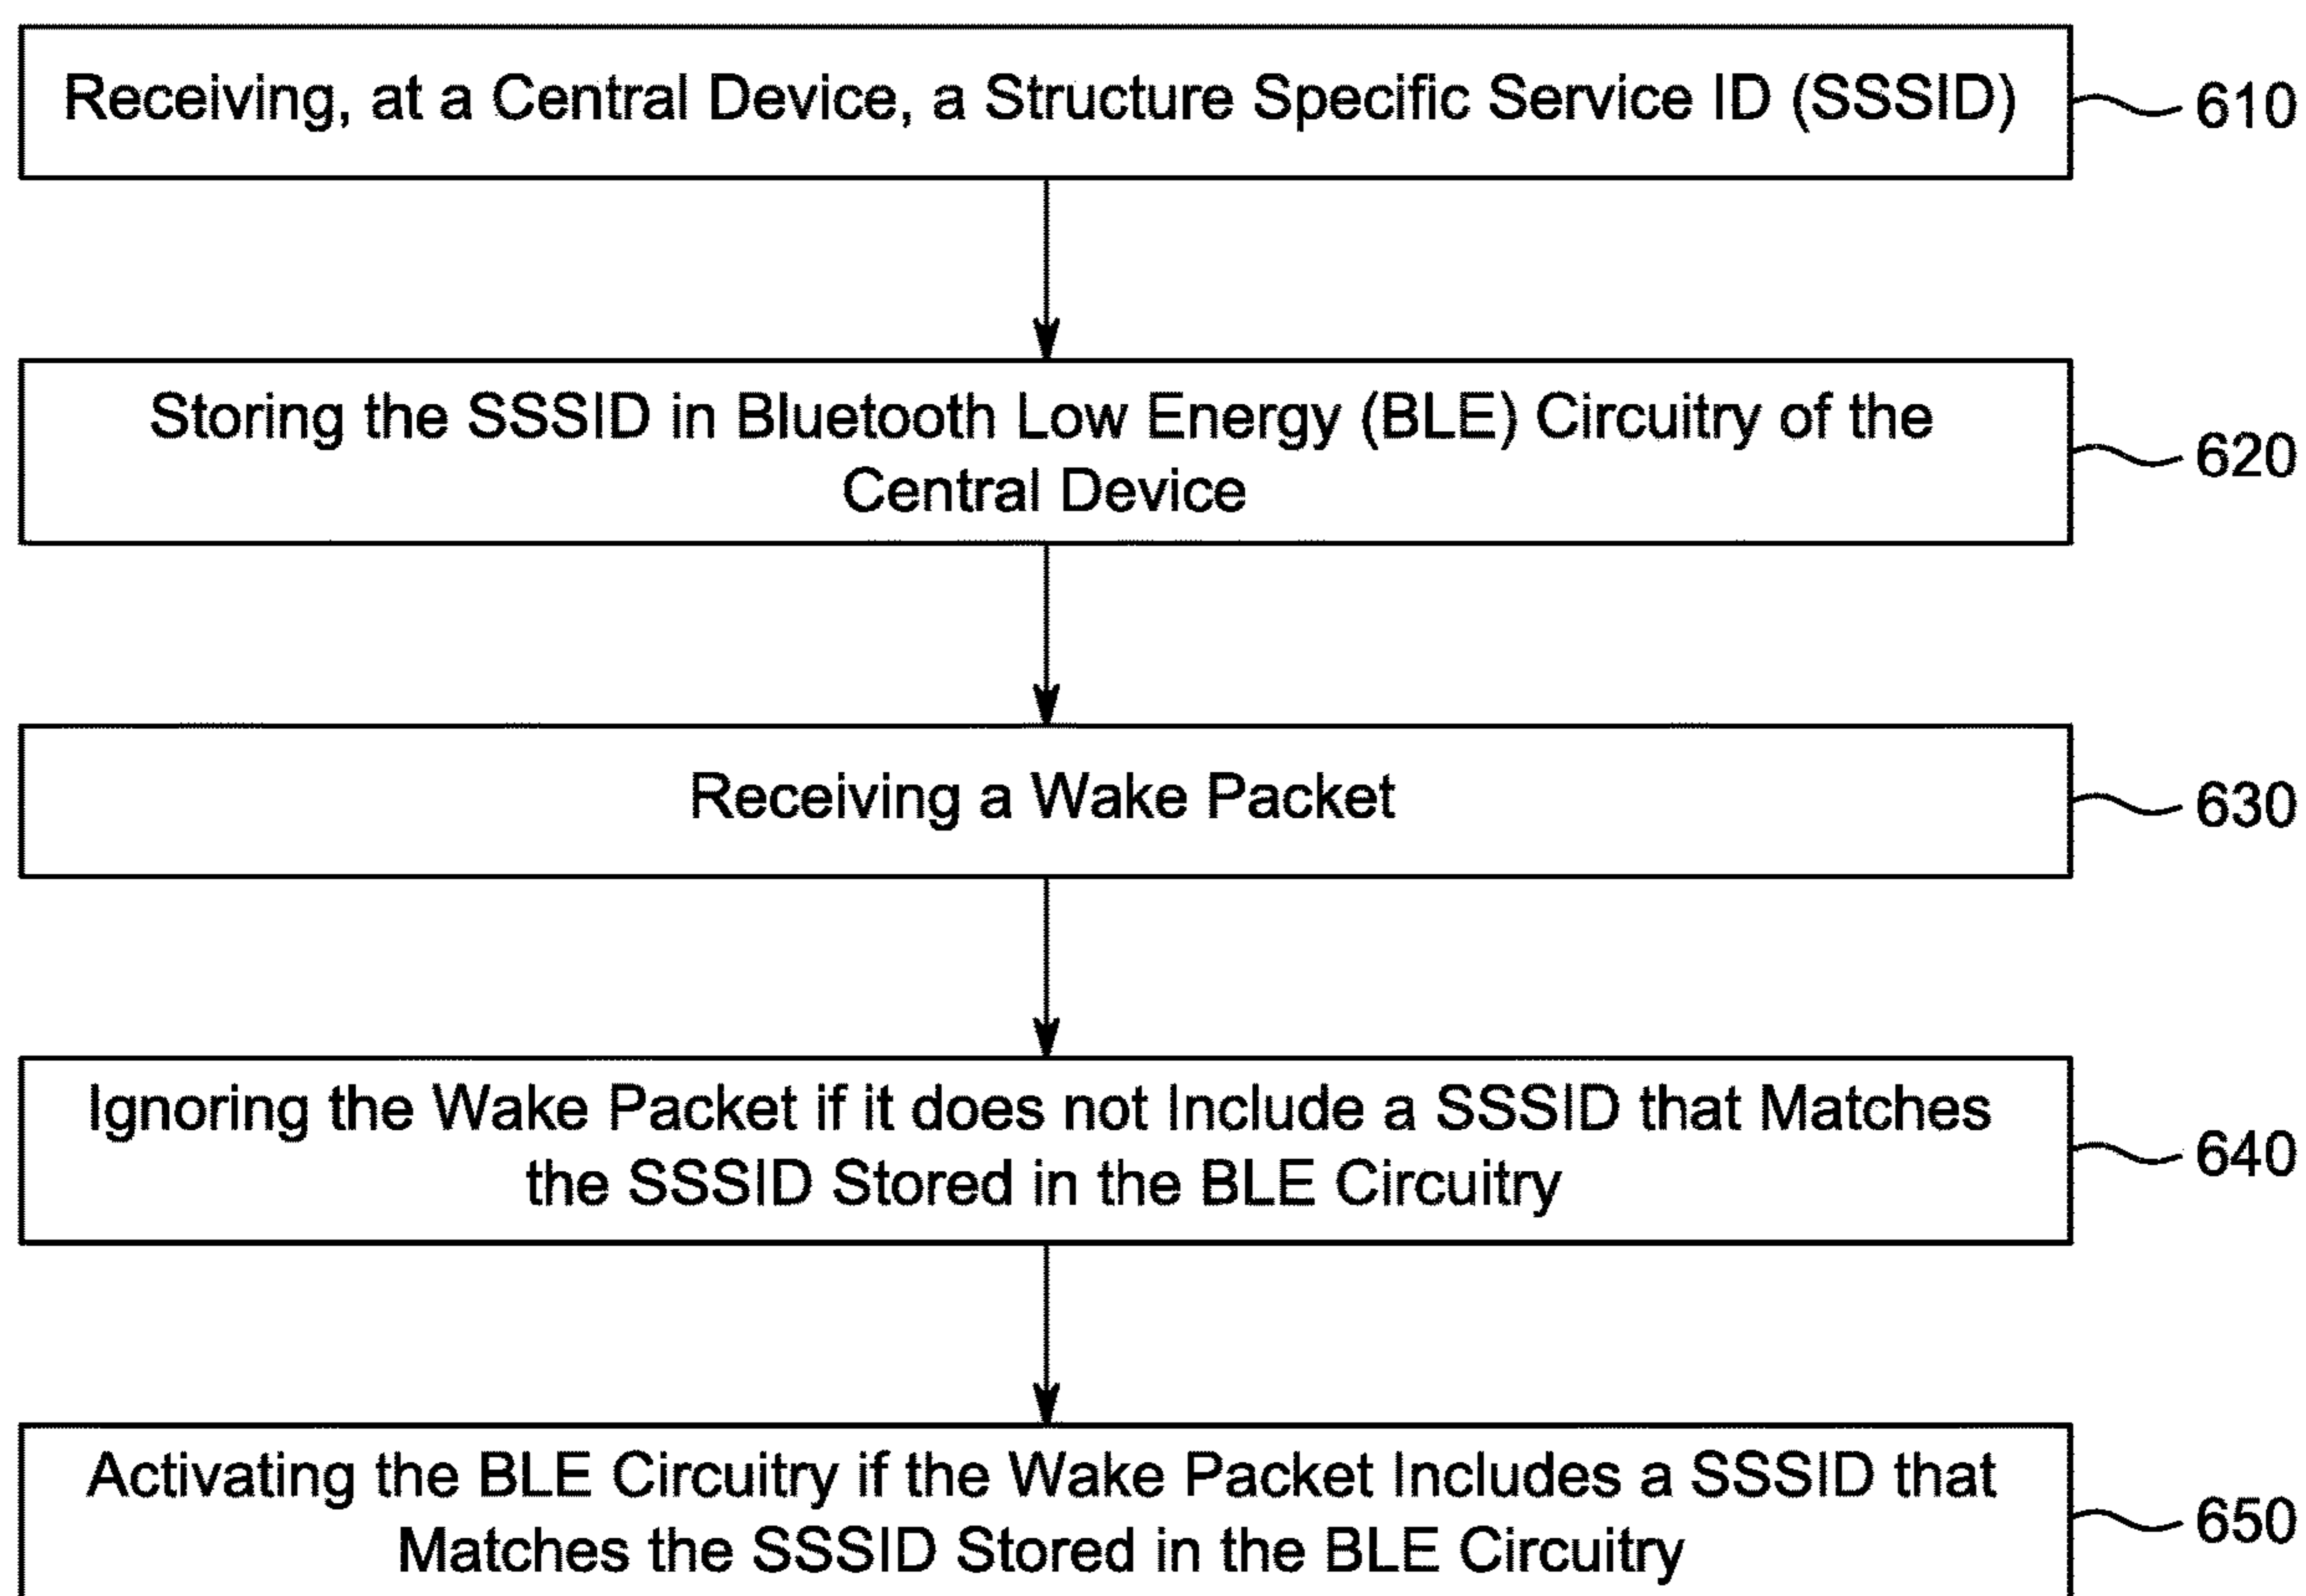 Receiving, at a Central Device, a Structure Specific Service ID (SSSID)
610
Storing the SSSID in Bluetooth Low Energy (BLE) Circuitry of the
Central Device
620
Receiving a Wake Packet
630
Ignoring the Wake Packet if it does not Include a SSSID that Matches
the SSSID Stored in the BLE Circuitry
640
Activating the BLE Circuitry if the Wake Packet Includes a SSSID that
Matches the SSSID Stored in the BLE Circuitry
650